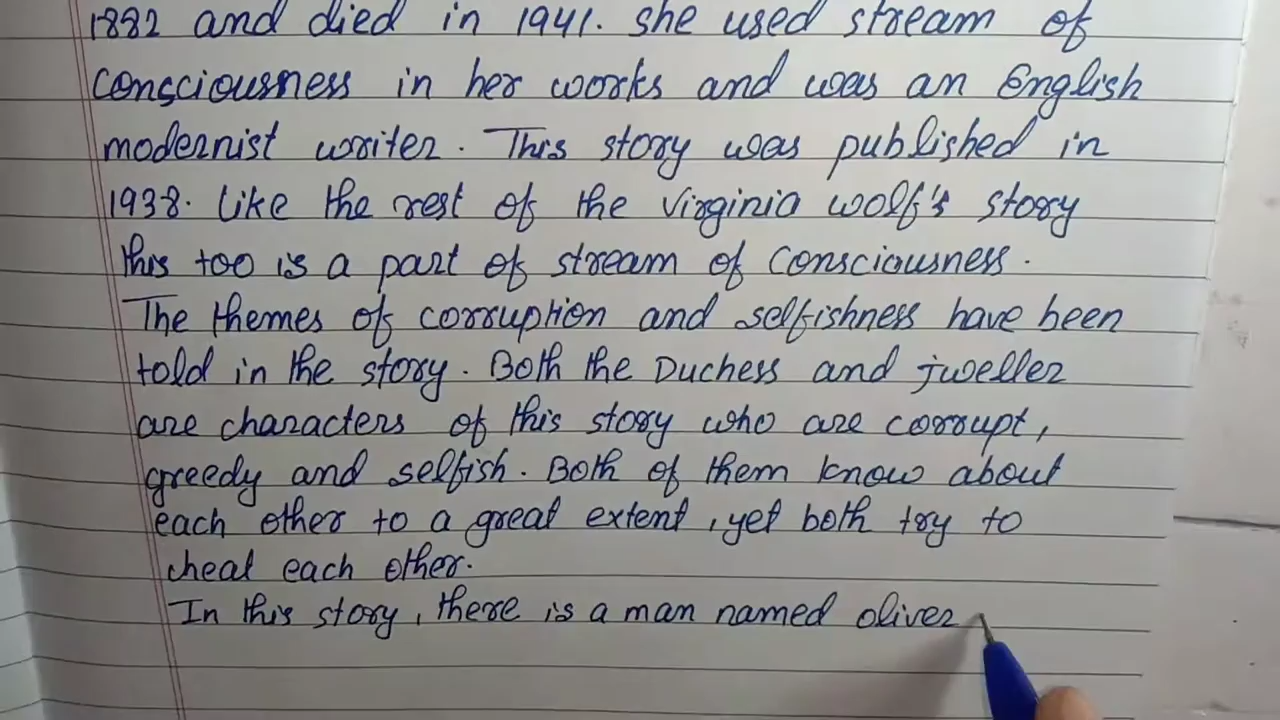 1882 and died in 1941. She used stream of
consciousness in her works and was an English
modernist writer. This story was published in
1938. Like the rest of the Virginia Wolf's story
this too is a part of stream of consciousness.
The themes of corruption and selfishness have been
told in the story. Both the Duchess and jweller
are characters of this story who are corrupt,
greedy and selfish. Both of them know about
each other to a great extent, yet both try to
cheat each other.
In this story, there is a man named oliver